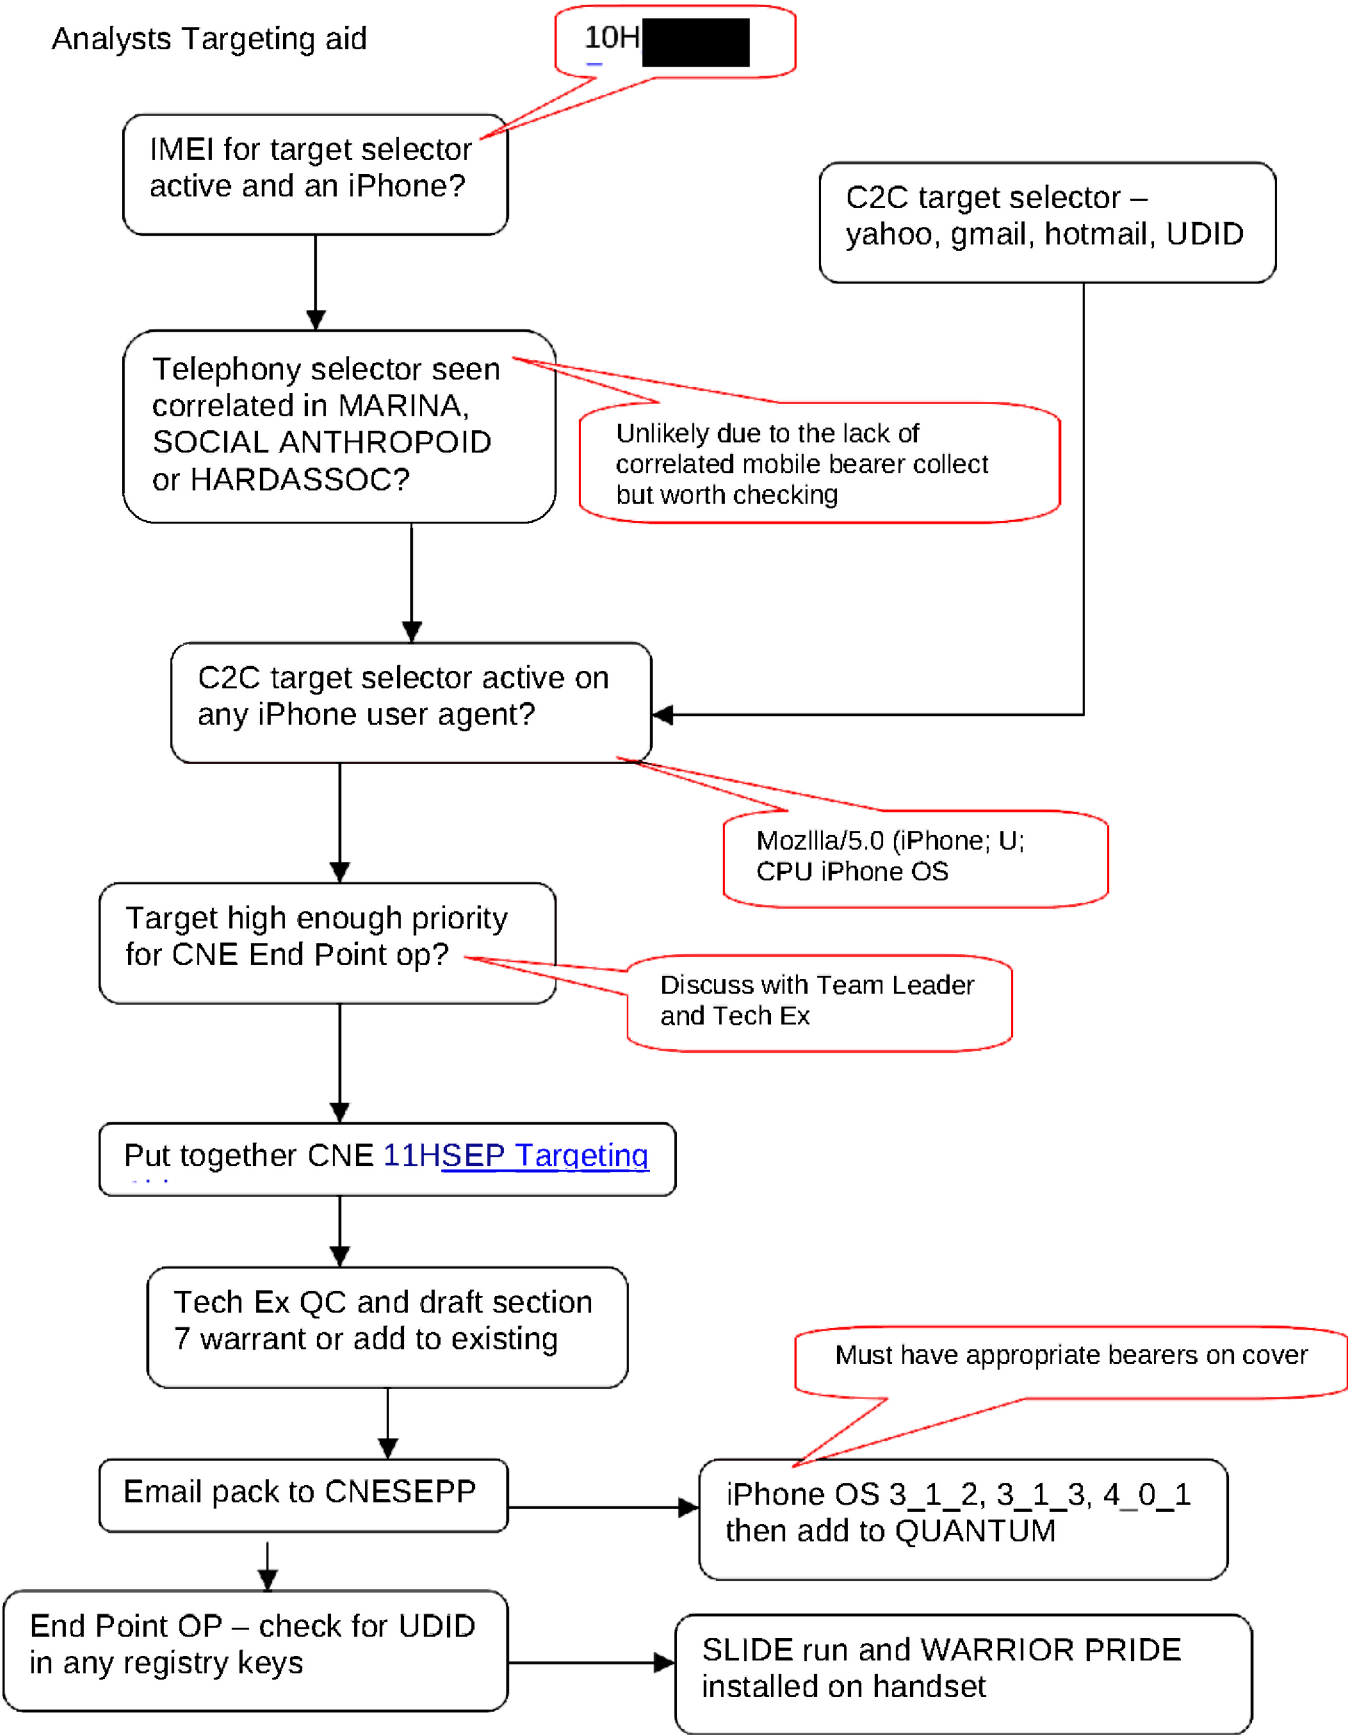 Analysts Targeting aid
10H
IMEI for target selector
active and an iPhone?
C2C target selector –
yahoo, gmail, hotmail, UDID
Telephony selector seen
correlated in MARINA,
SOCIAL ANTHROPOID
or HARDASSOC?
Unlikely due to the lack of
correlated mobile bearer collect
but worth checking
C2C target selector active on
any iPhone user agent?
Mozllla/5.0 (iPhone; U;
CPU iPhone OS
Target high enough priority
for CNE End Point op?
Discuss with Team Leader
and Tech Ex
Put together CNE 11HSEP Targeting
Tech Ex QC and draft section
7 warrant or add to existing
Must have appropriate bearers on cover
Email pack to CNESEPP
iPhone OS 3_1_2, 3_1_3, 4_0_1
then add to QUANTUM
End Point OP – check for UDID
in any registry keys
SLIDE run and WARRIOR PRIDE
installed on handset